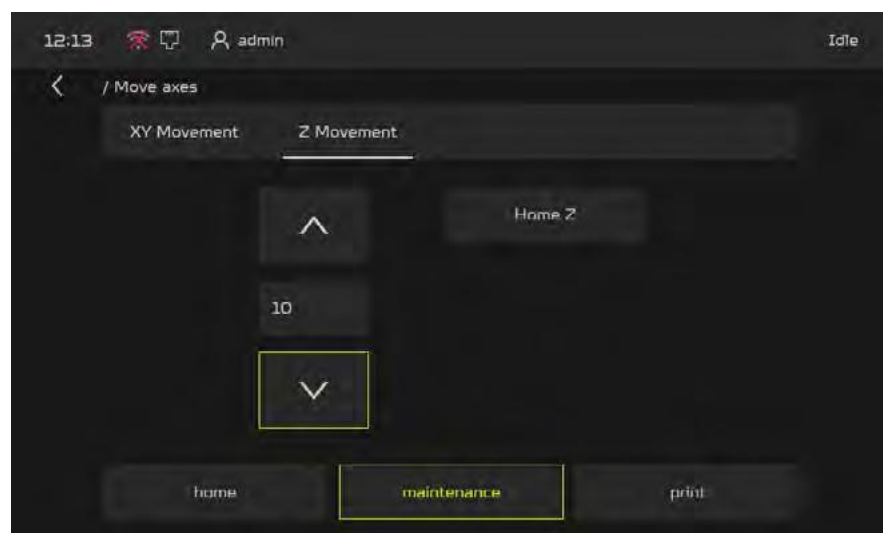 12:13 admin Idle
/ Move axes
XY Movement Z Movement
Home Z
10
home maintenance print